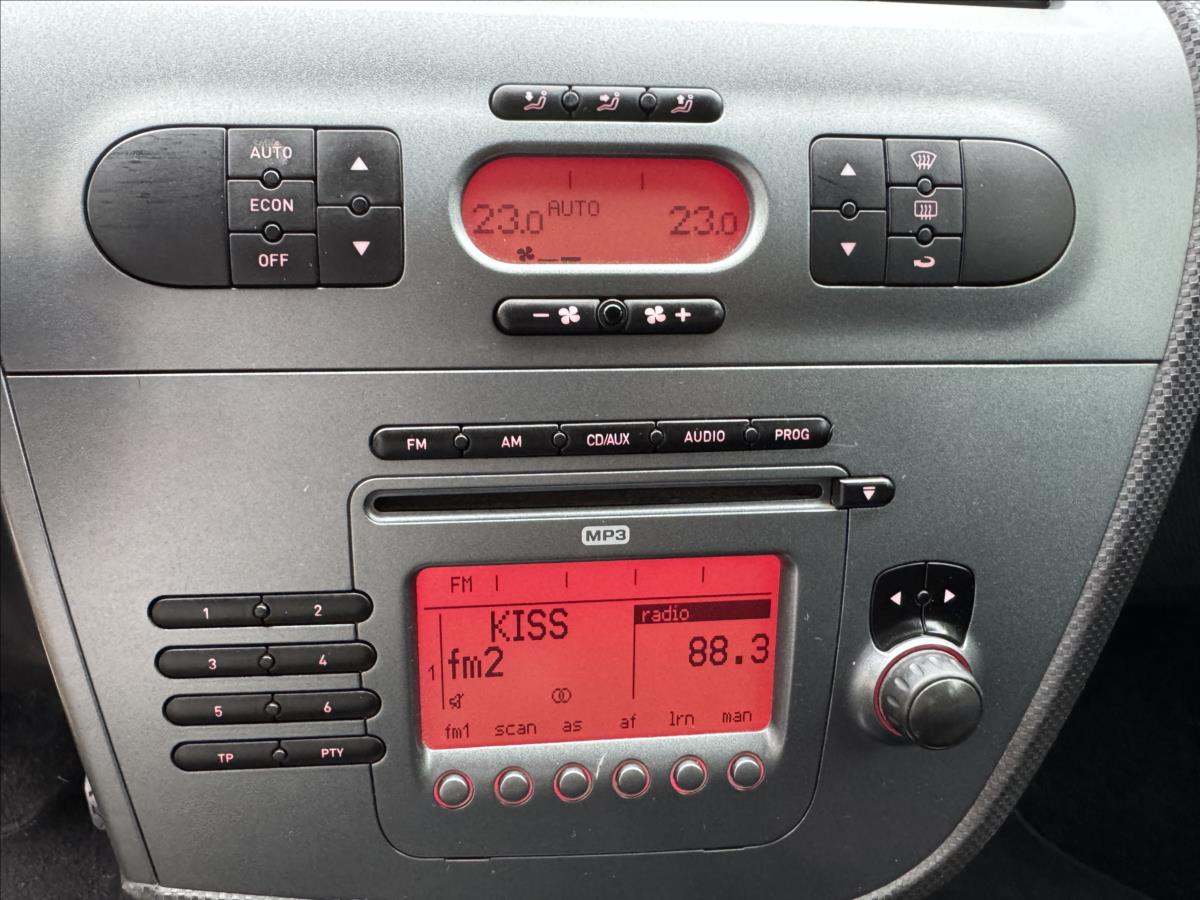 AUTO
ECON
OFF
23.0 AUTO 23.0
- +
FM AM CD/AUX AUDIO PROG
MP3
1 2
3 4
5 6
TP PTY
FM
KISS
radio
1 fm2
88.3
fm1 scan as af lrn man